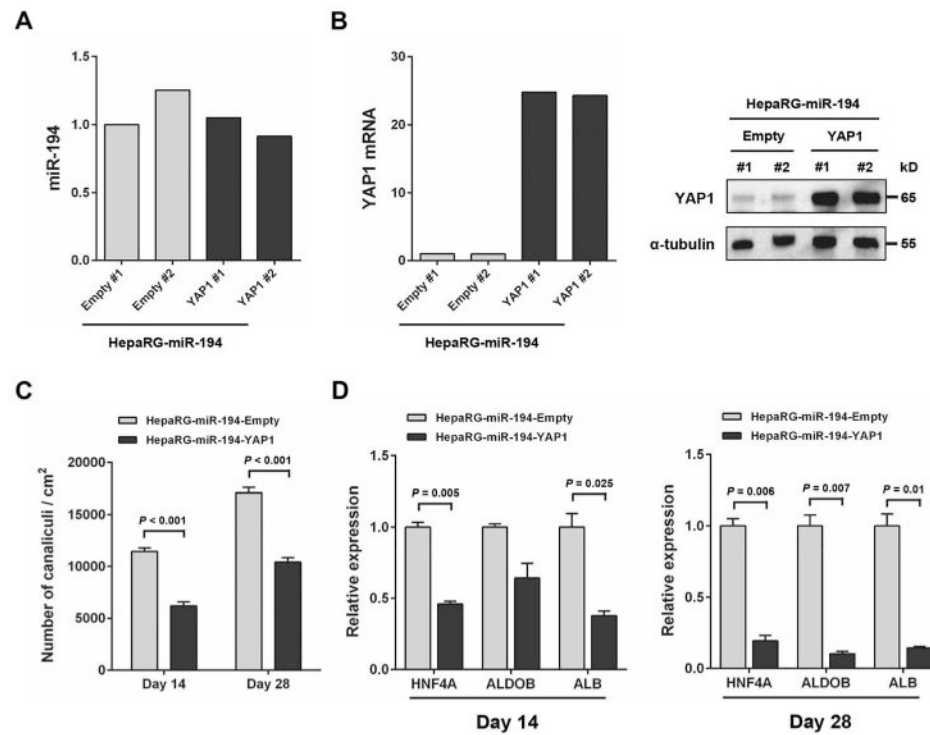 A
miR-194
1.5
1.0
0.5
0.0
Empty #1
Empty #2
YAP1 #1
YAP1 #2
HepaRG-miR-194
B
YAP1 mRNA
30
20
10
0
Empty #1
Empty #2
YAP1 #1
YAP1 #2
HepaRG-miR-194
HepaRG-miR-194
Empty YAP1
#1 #2 #1 #2 kD
YAP1 65
α-tubulin 55
C
HepaRG-miR-194-Empty
HepaRG-miR-194-YAP1
Number of canaliculi / cm²
20000
15000
10000
5000
0
P < 0.001
P < 0.001
Day 14 Day 28
D
HepaRG-miR-194-Empty
HepaRG-miR-194-YAP1
Relative expression
1.5
1.0
0.5
0.0
P = 0.005
P = 0.025
HNF4A ALDOB ALB
Day 14
HepaRG-miR-194-Empty
HepaRG-miR-194-YAP1
Relative expression
1.5
1.0
0.5
0.0
P = 0.006
P = 0.007
P = 0.01
HNF4A ALDOB ALB
Day 28